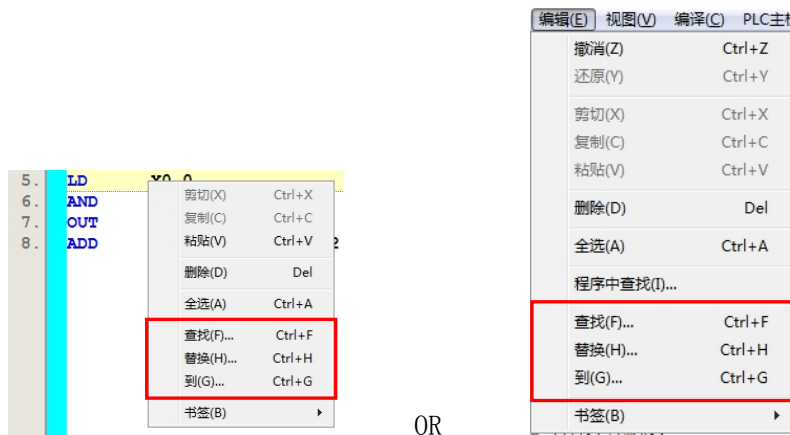 5. LD
6. AND
7. OUT
8. ADD 2
剪切(X) Ctrl+X
复制(C) Ctrl+C
粘贴(V) Ctrl+V
删除(D) Del
全选(A) Ctrl+A
查找(F)... Ctrl+F
替换(H)... Ctrl+H
到(G)... Ctrl+G
书签(B)
OR
编辑(E) 视图(V) 编译(C) PLC主
撤消(Z) Ctrl+Z
还原(Y) Ctrl+Y
剪切(X) Ctrl+X
复制(C) Ctrl+C
粘贴(V) Ctrl+V
删除(D) Del
全选(A) Ctrl+A
程序中查找(I)...
查找(F)... Ctrl+F
替换(H)... Ctrl+H
到(G)... Ctrl+G
书签(B)